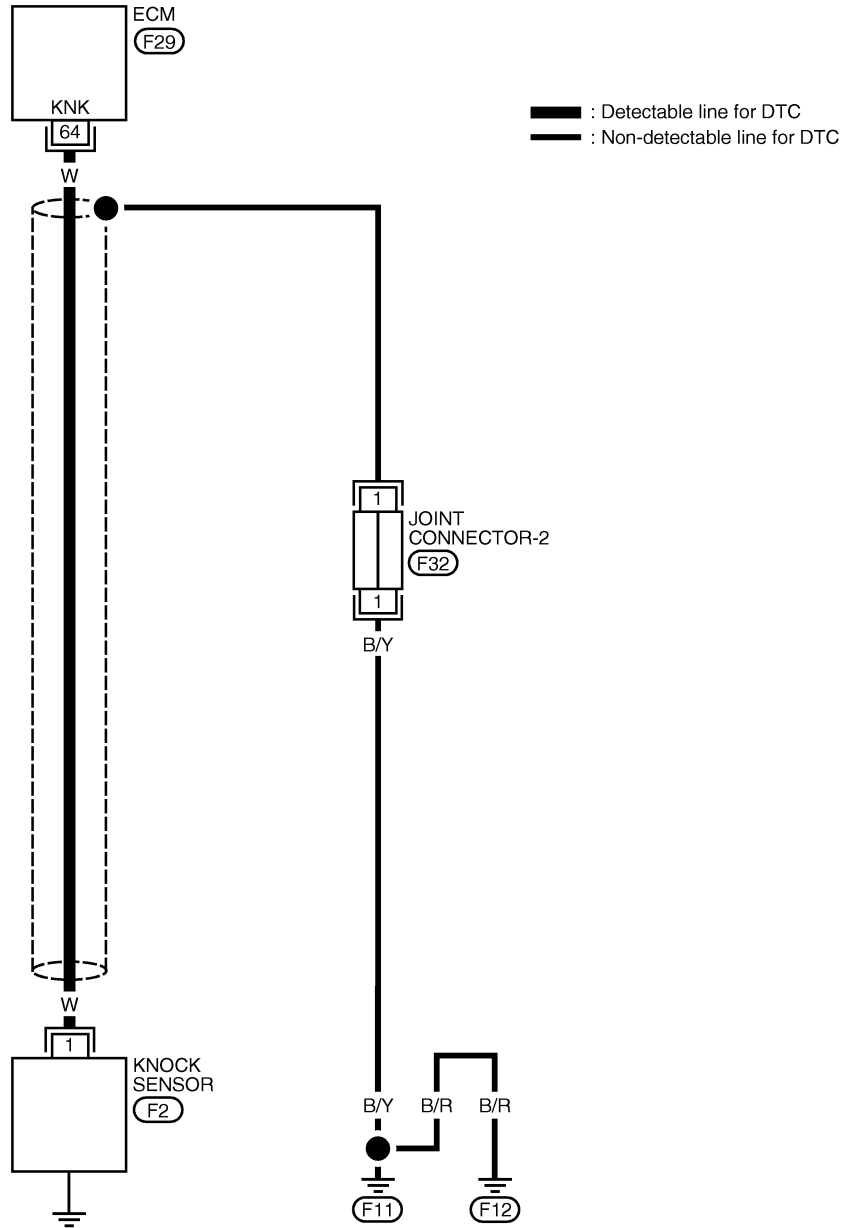 ECM
F29
KNK
64
: Detectable line for DTC
: Non-detectable line for DTC
W
1
JOINT
CONNECTOR-2
F32
1
B/Y
W
1
KNOCK
SENSOR
F2
B/Y B/R B/R
F11 F12